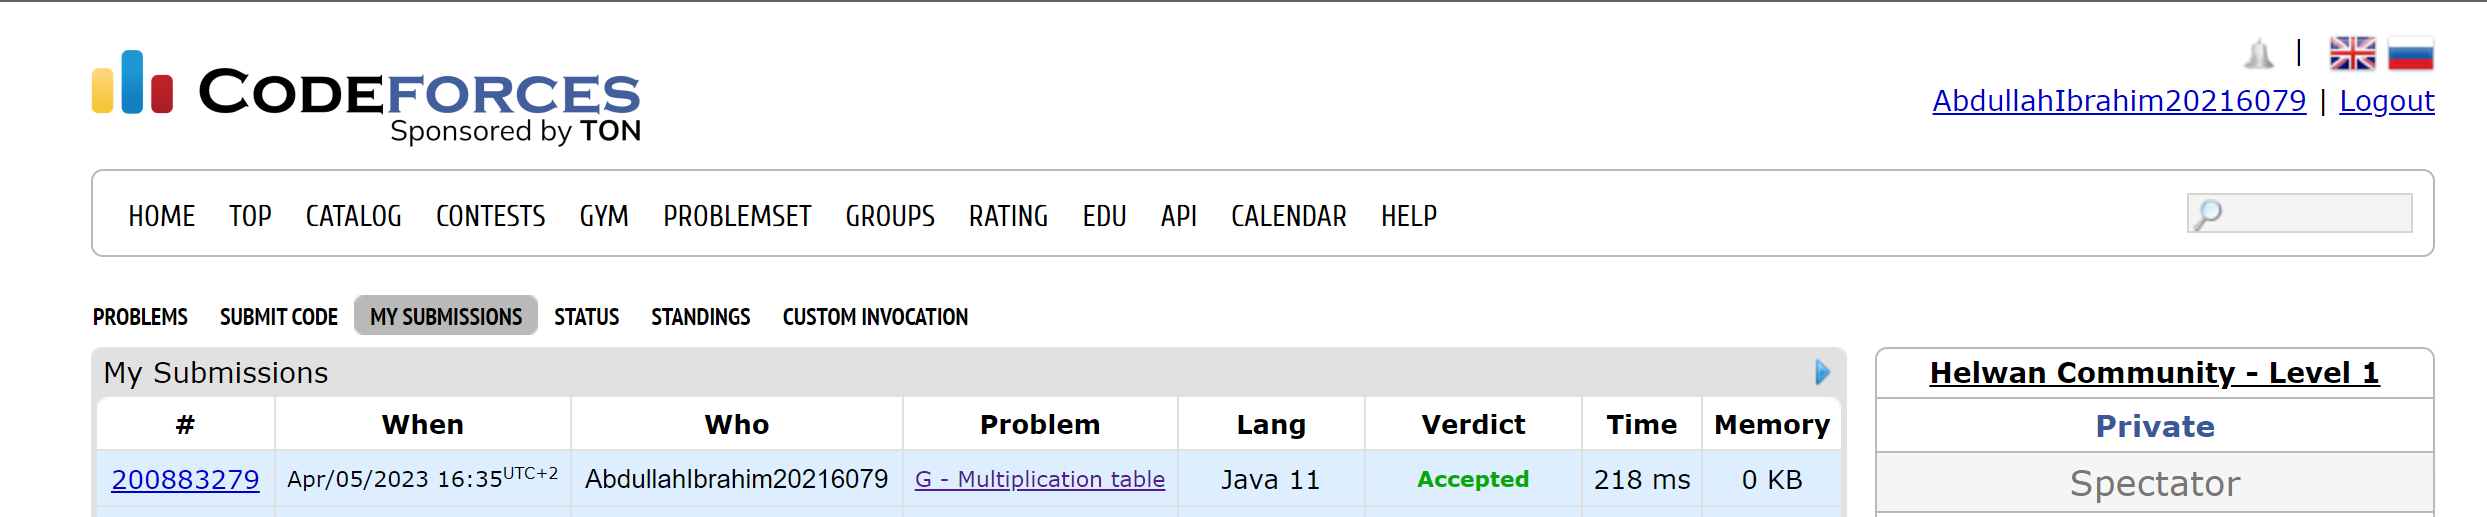 CODEFORCES
Sponsored by TON
|
AbdullahIbrahim20216079 | Logout
HOME TOP CATALOG CONTESTS GYM PROBLEMSET GROUPS RATING EDU API CALENDAR HELP
PROBLEMS SUBMIT CODE MY SUBMISSIONS STATUS STANDINGS CUSTOM INVOCATION
My Submissions
# When Who Problem Lang Verdict Time Memory
200883279 Apr/05/2023 16:35UTC+2 AbdullahIbrahim20216079 G - Multiplication table Java 11 Accepted 218 ms 0 KB
Helwan Community - Level 1
Private
Spectator